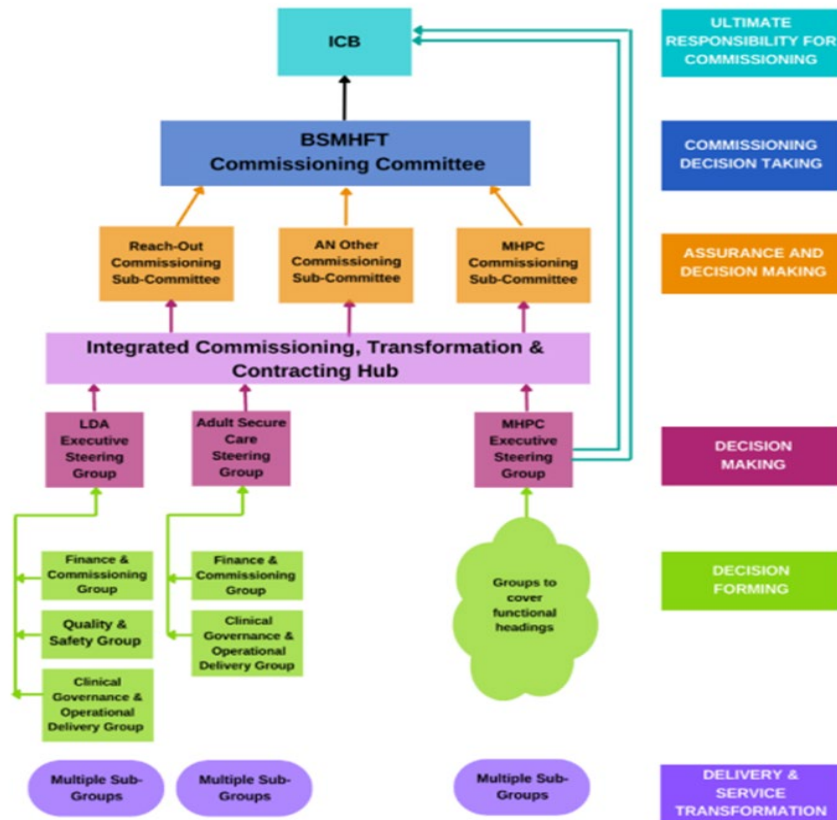 ICB
ULTIMATE
RESPONSIBILITY FOR
COMMISSIONING
BSMHFT
Commissioning Committee
COMMISSIONING
DECISION TAKING
Reach-Out
Commissioning
Sub-Committee
AN Other
Commissioning
Sub-Committee
MHPC
Commissioning
Sub-Committee
ASSURANCE AND
DECISION MAKING
Integrated Commissioning, Transformation &
Contracting Hub
LDA
Executive
Steering
Group
Adult Secure
Care
Steering
Group
MHPC
Executive
Steering
Group
DECISION
MAKING
Finance &
Commissioning
Group
Quality &
Safety Group
Clinical
Governance &
Operational
Delivery Group
Finance &
Commissioning
Group
Clinical
Governance &
Operational
Delivery Group
Groups to
cover
functional
headings
DECISION
FORMING
Multiple Sub-
Groups
Multiple Sub-
Groups
Multiple Sub-
Groups
DELIVERY &
SERVICE
TRANSFORMATION